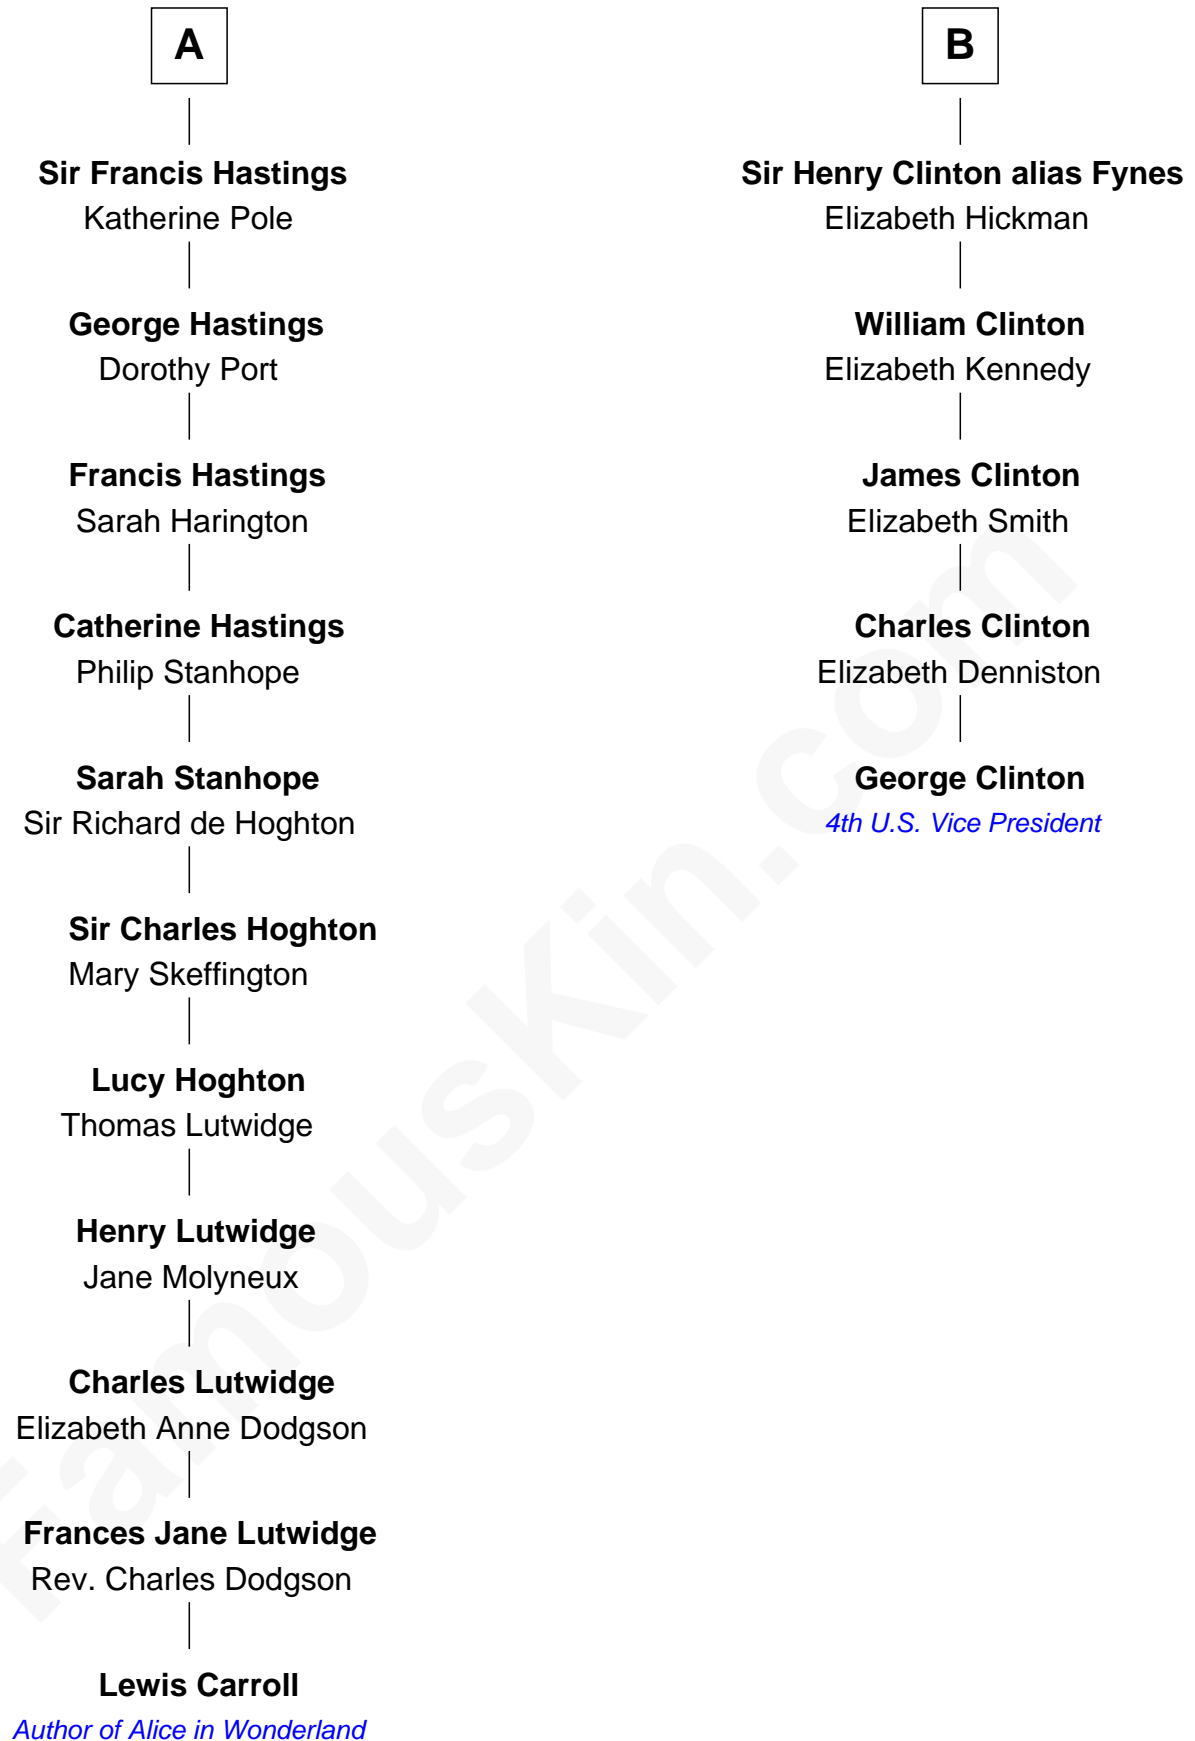 A
Sir Francis Hastings
Katherine Pole
George Hastings
Dorothy Port
Francis Hastings
Sarah Harington
Catherine Hastings
Philip Stanhope
Sarah Stanhope
Sir Richard de Hoghton
Sir Charles Hoghton
Mary Skeffington
Lucy Hoghton
Thomas Lutwidge
Henry Lutwidge
Jane Molyneux
Charles Lutwidge
Elizabeth Anne Dodgson
Frances Jane Lutwidge
Rev. Charles Dodgson
Lewis Carroll
Author of Alice in Wonderland
B
Sir Henry Clinton alias Fynes
Elizabeth Hickman
William Clinton
Elizabeth Kennedy
James Clinton
Elizabeth Smith
Charles Clinton
Elizabeth Denniston
George Clinton
4th U.S. Vice President
FamousKin.com